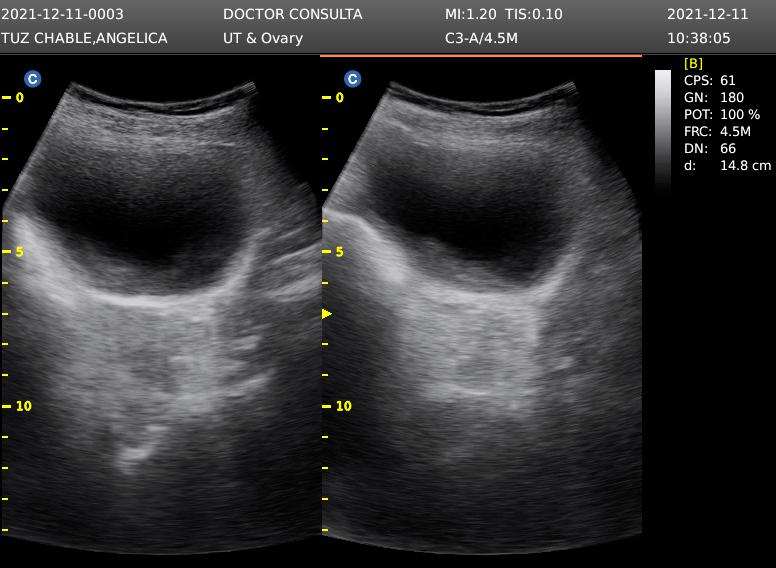 2021-12-11-0003 DOCTOR CONSULTA MI:1.20 TIS:0.10 2021-12-11
TUZ CHABLE,ANGELICA UT & Ovary C3-A/4.5M 10:38:05
[B]
CPS: 61
GN: 180
POT: 100 %
FRC: 4.5M
DN: 66
d: 14.8 cm
C C
0 0
5 5
10 10